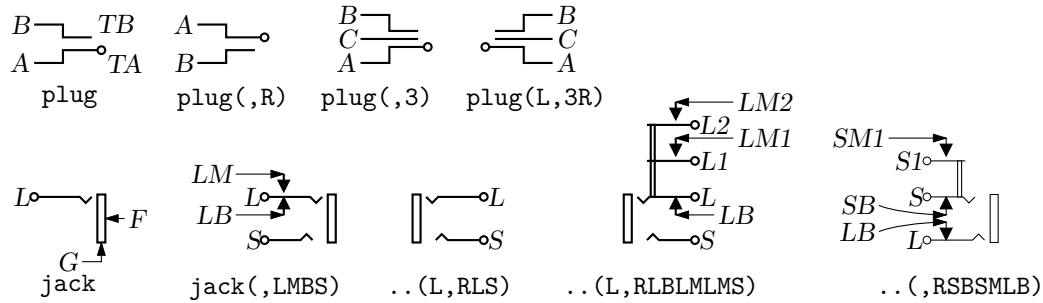 B TB A B B
C C
A TA B A A
plug plug(,R) plug(,3) plug(L,3R)
LM2
L2
LM1 SM1
L1 S1
LM
L F L L L S
LB LB SB
LB
G S S S L
jack jack(,LMBS) ..(L,RLS) ..(L,RLBLMLMS) ..(,RSBSMLB)